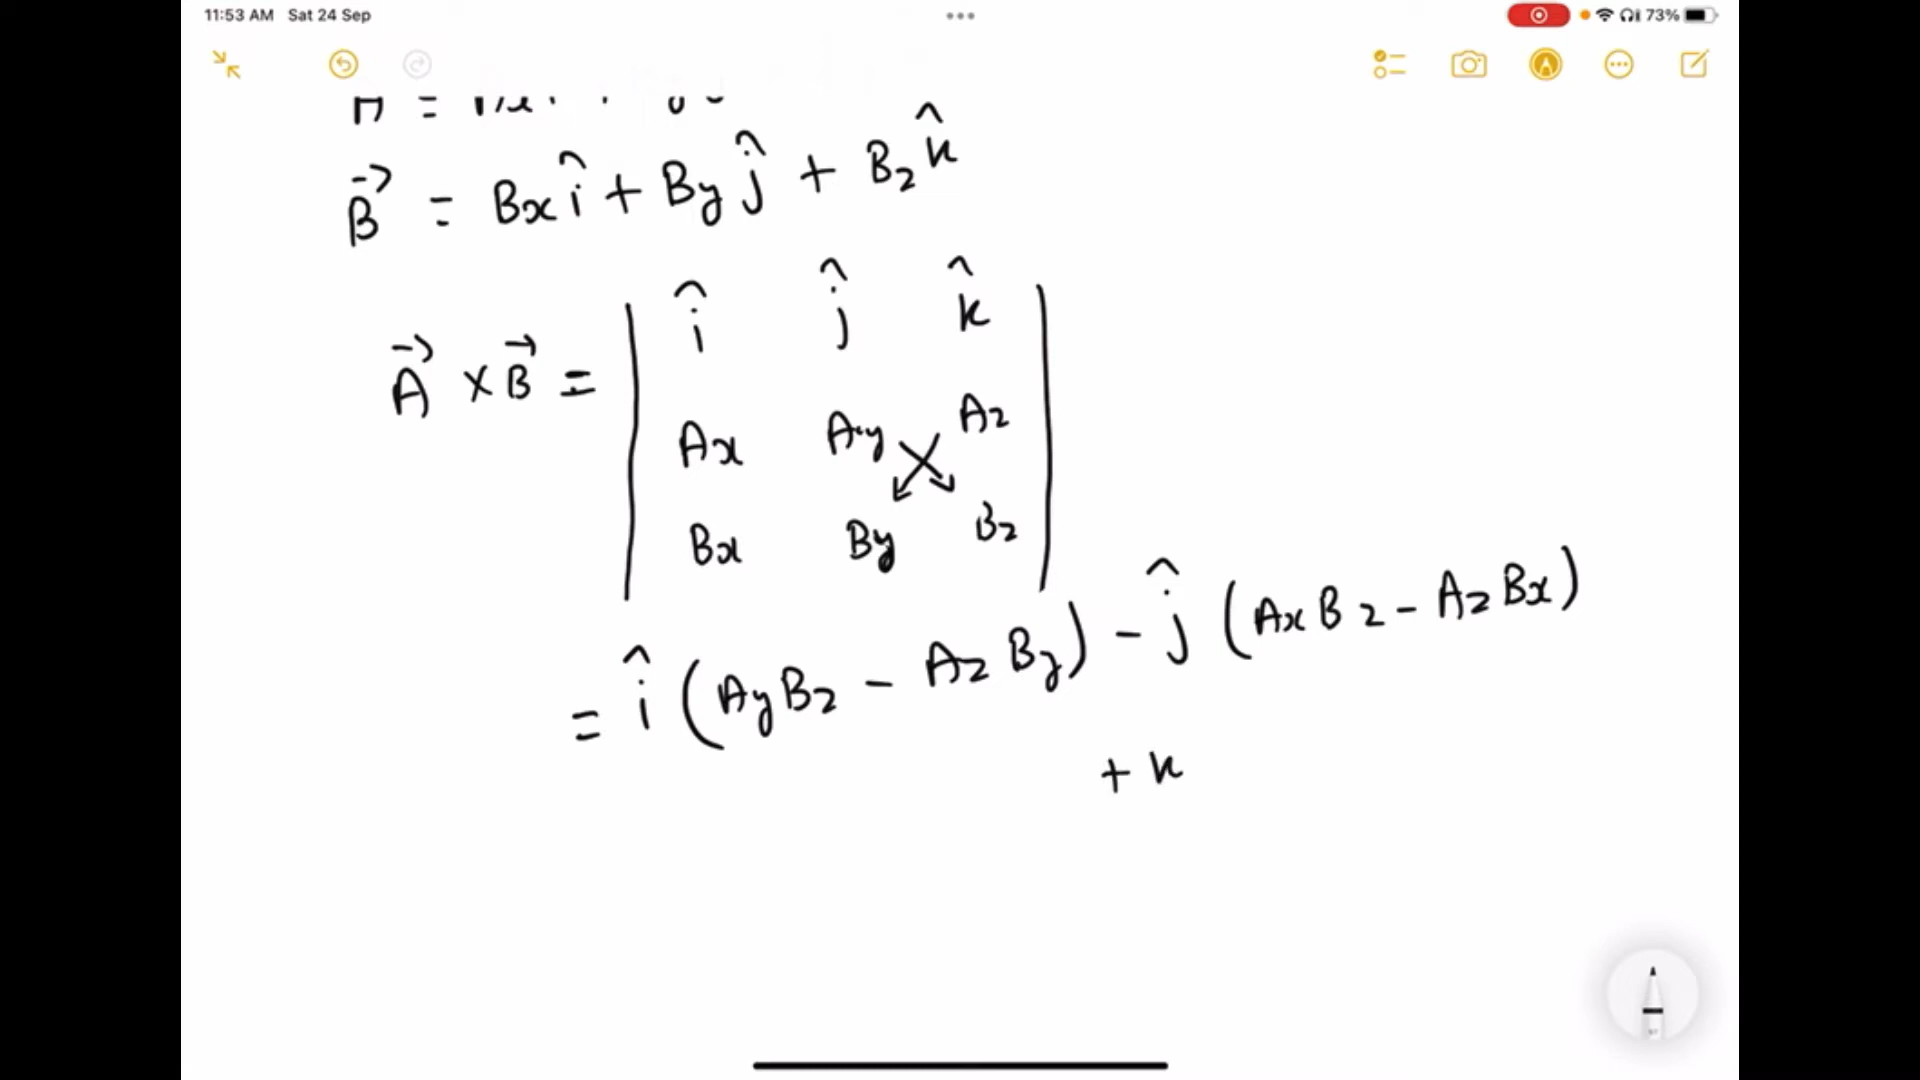 11:53 AM Sat 24 Sep 73%
B⃗ = Bx î + By ĵ + Bz k̂
î ĵ k̂
A⃗ × B⃗ =
Ax Ay Az
Bx By Bz
= î (AyBz - AzBy) - ĵ (AxBz - AzBx)
+ k